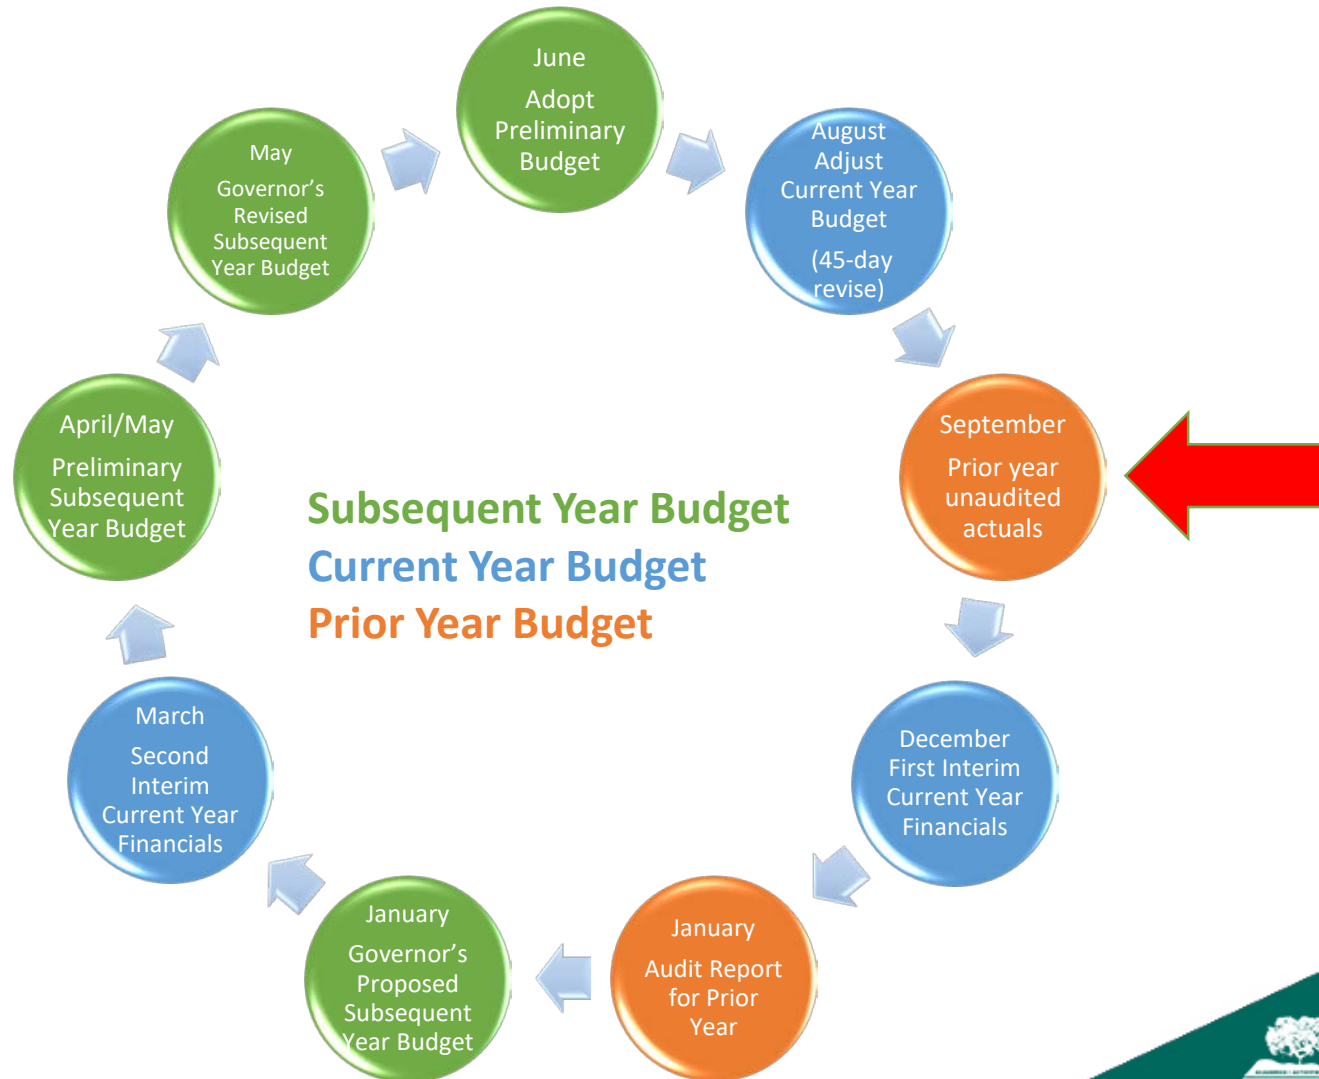 June
Adopt
Preliminary
Budget
August
Adjust
Current Year
Budget
(45-day
revise)
September
Prior year
unaudited
actuals
December
First Interim
Current Year
Financials
January
Audit Report
for Prior
Year
January
Governor's
Proposed
Subsequent
Year Budget
March
Second
Interim
Current Year
Financials
April/May
Preliminary
Subsequent
Year Budget
May
Governor's
Revised
Subsequent
Year Budget
Subsequent Year Budget
Current Year Budget
Prior Year Budget